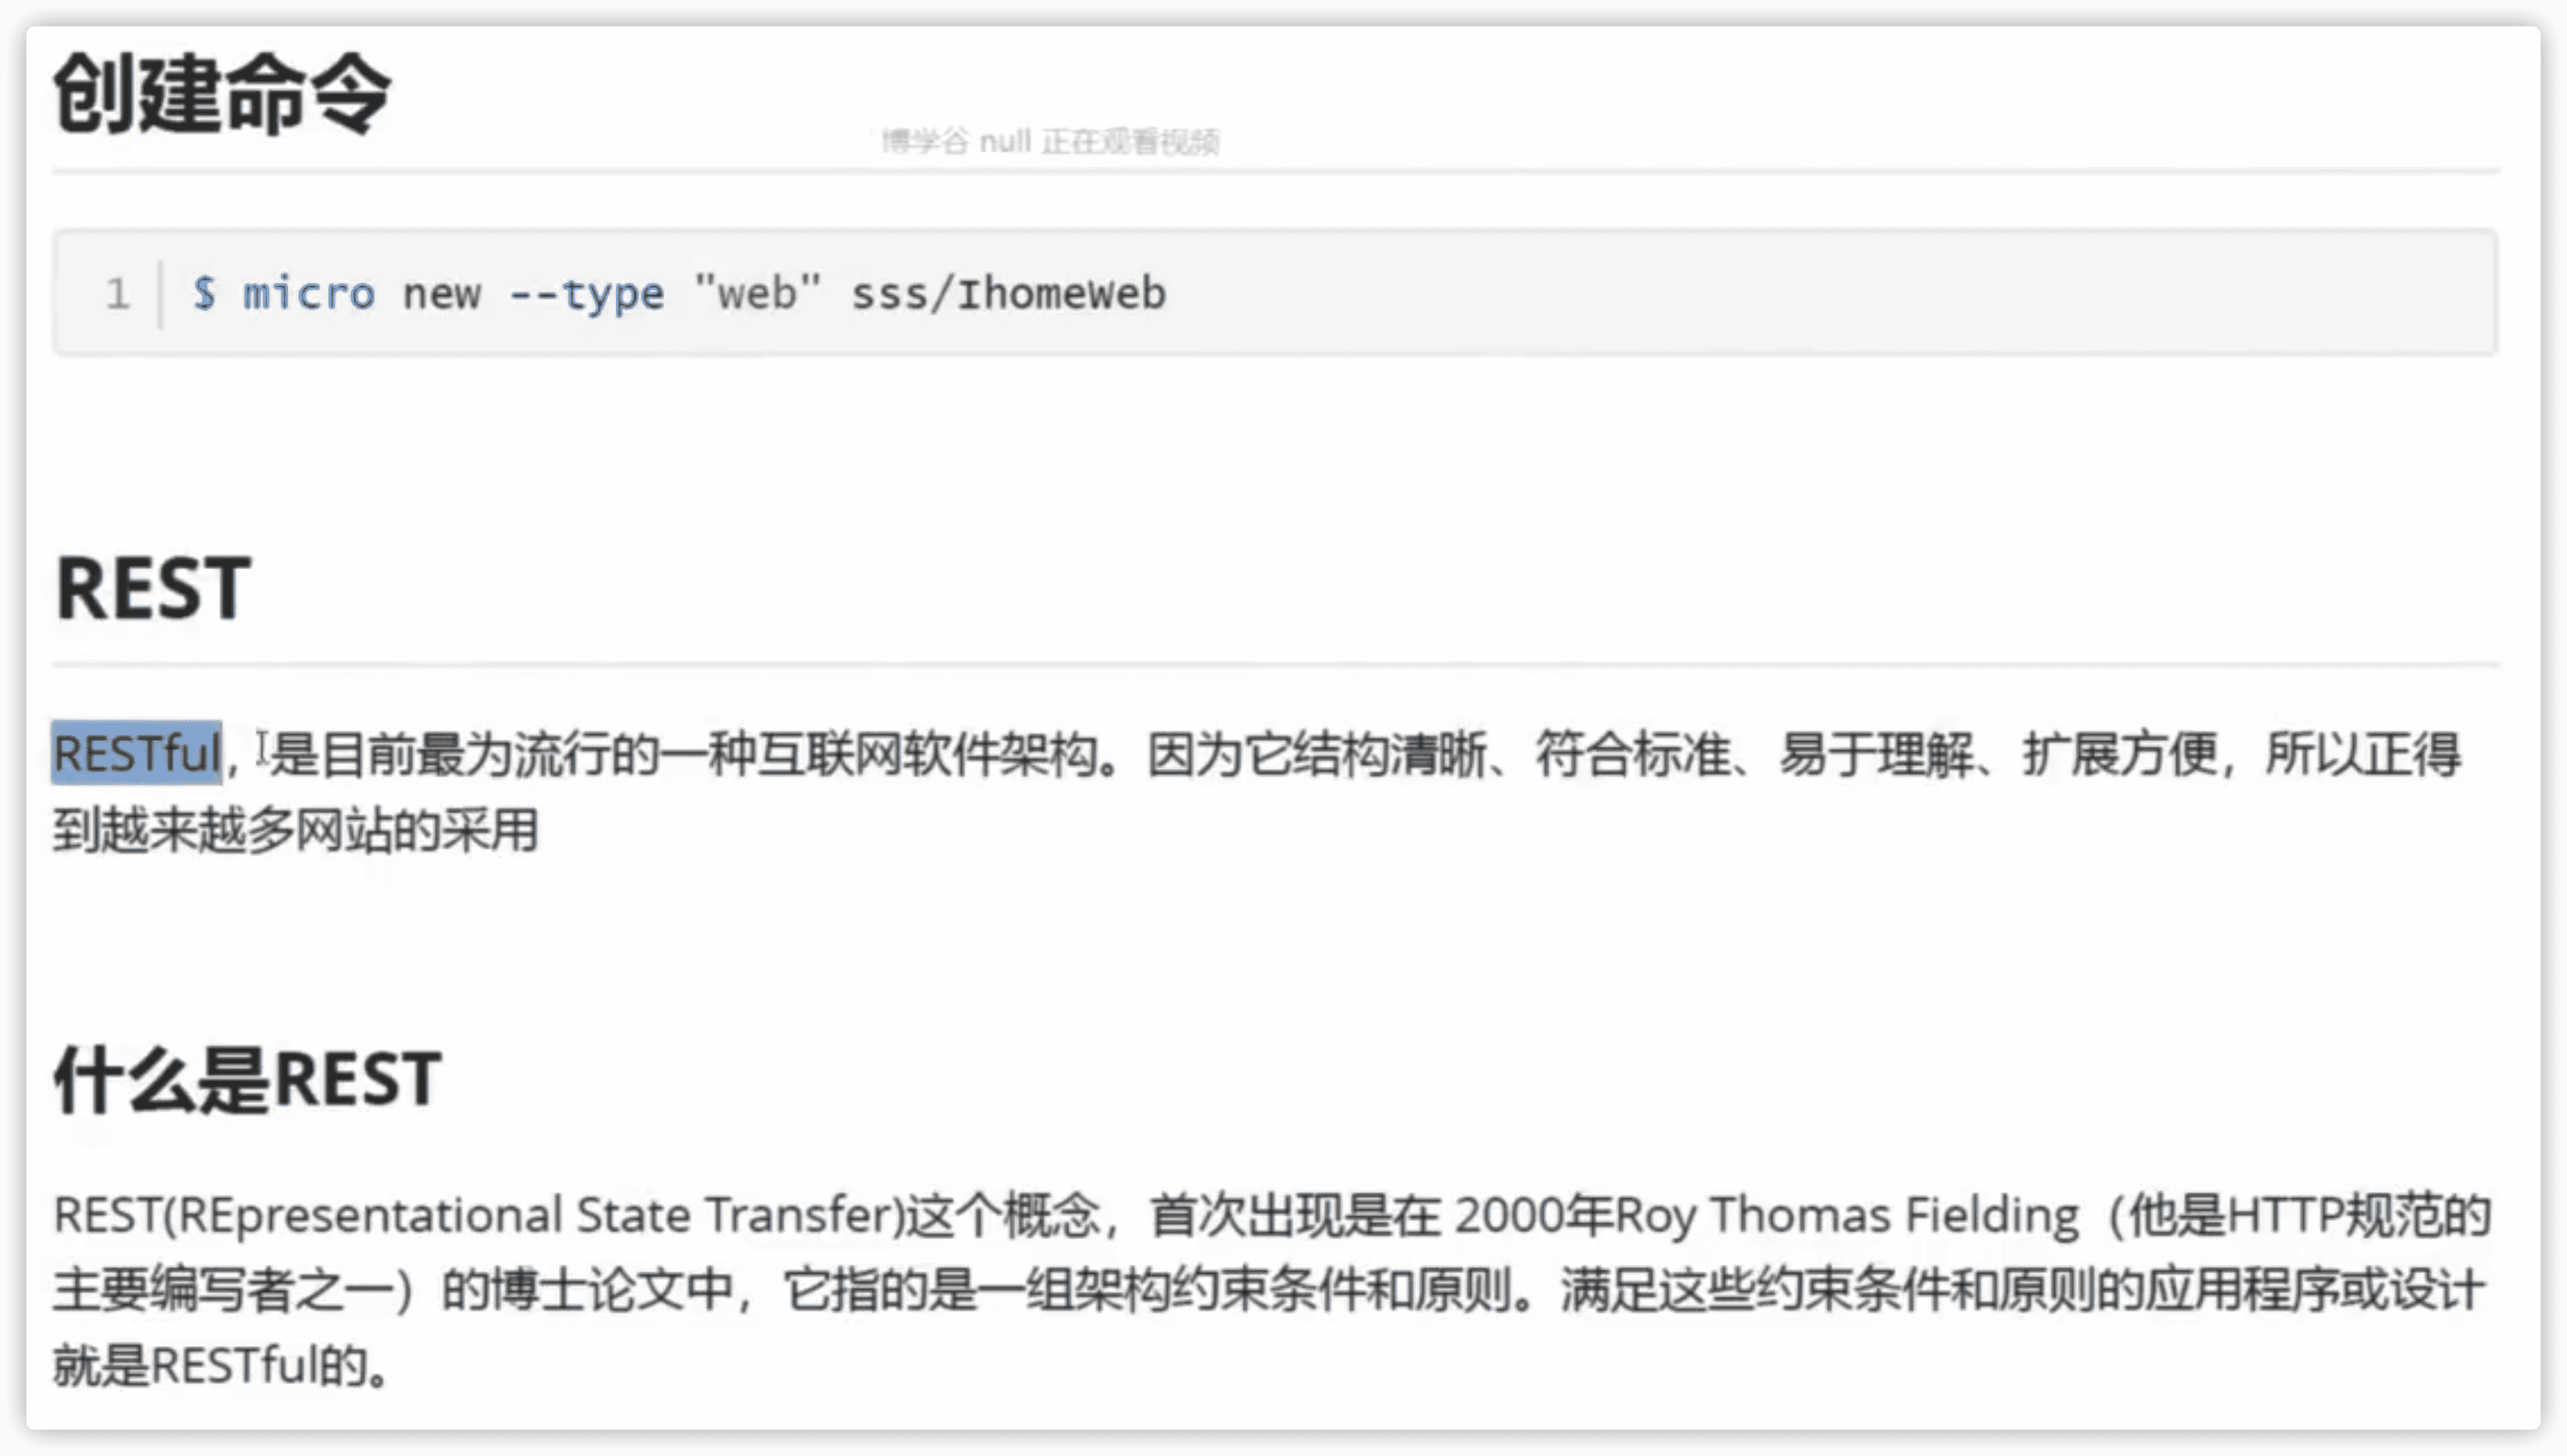 创建命令
博学谷 null 正在观看视频
1 $ micro new --type "web" sss/IhomeWeb
REST
RESTful，是目前最为流行的一种互联网软件架构。因为它结构清晰、符合标准、易于理解、扩展方便，所以正得
到越来越多网站的采用
什么是REST
REST(REpresentational State Transfer)这个概念，首次出现是在 2000年Roy Thomas Fielding（他是HTTP规范的
主要编写者之一）的博士论文中，它指的是一组架构约束条件和原则。满足这些约束条件和原则的应用程序或设计
就是RESTful的。